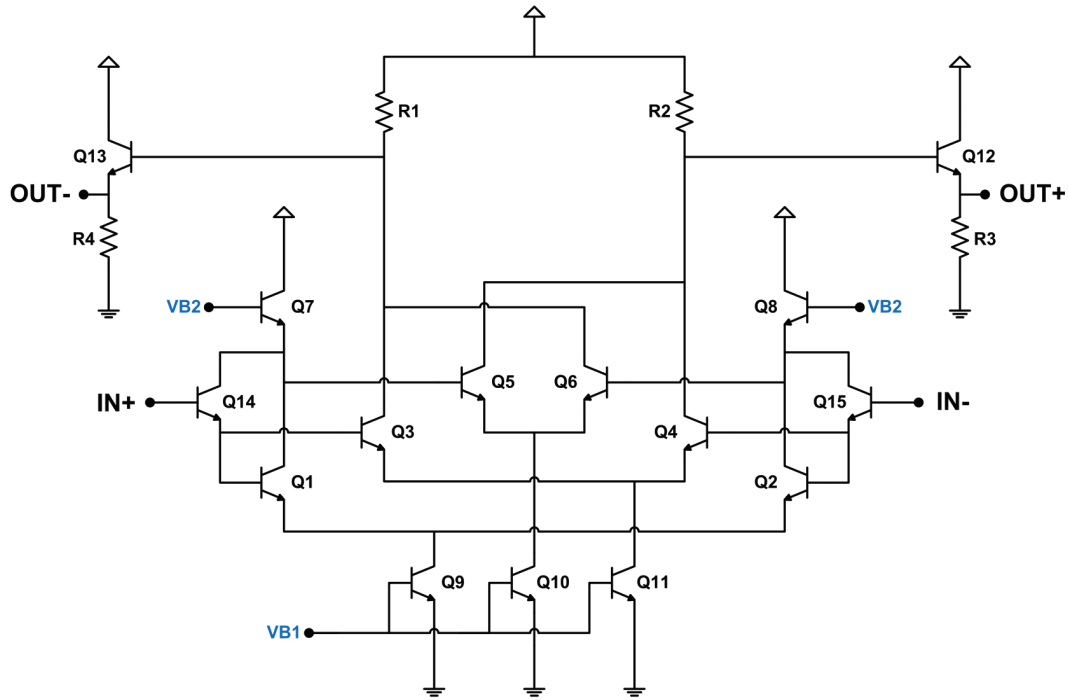 R1
R2
Q13
Q12
OUT-
OUT+
R4
R3
VB2
Q7
Q8
VB2
Q5
Q6
IN+
Q14
Q15
IN-
Q3
Q4
Q1
Q2
Q9
Q10
Q11
VB1